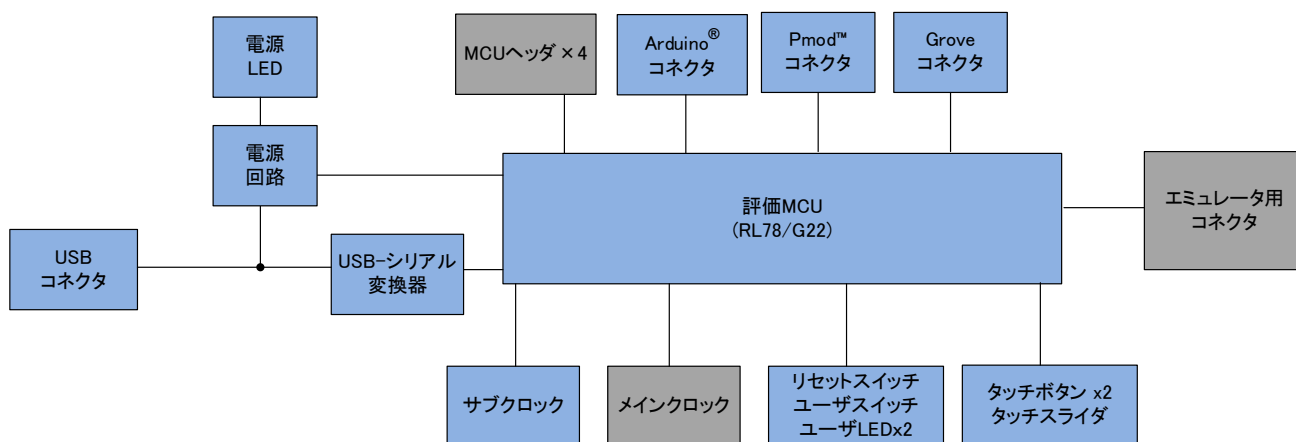 電源
LED
MCUヘッダ×4
Arduino®
コネクタ
Pmod™
コネクタ
Grove
コネクタ
電源
回路
評価MCU
(RL78/G22)
エミュレータ用
コネクタ
USB
コネクタ
USB-シリアル
変換器
サブクロック
メインクロック
リセットスイッチ
ユーザスイッチ
ユーザLEDx2
タッチボタン x2
タッチスライダ